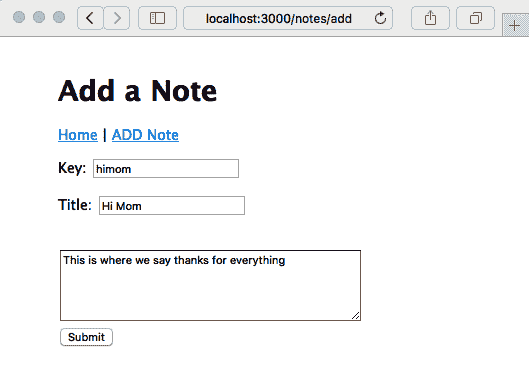 localhost:3000/notes/add
Add a Note
Home | ADD Note
Key: himom
Title: Hi Mom
This is where we say thanks for everything
Submit